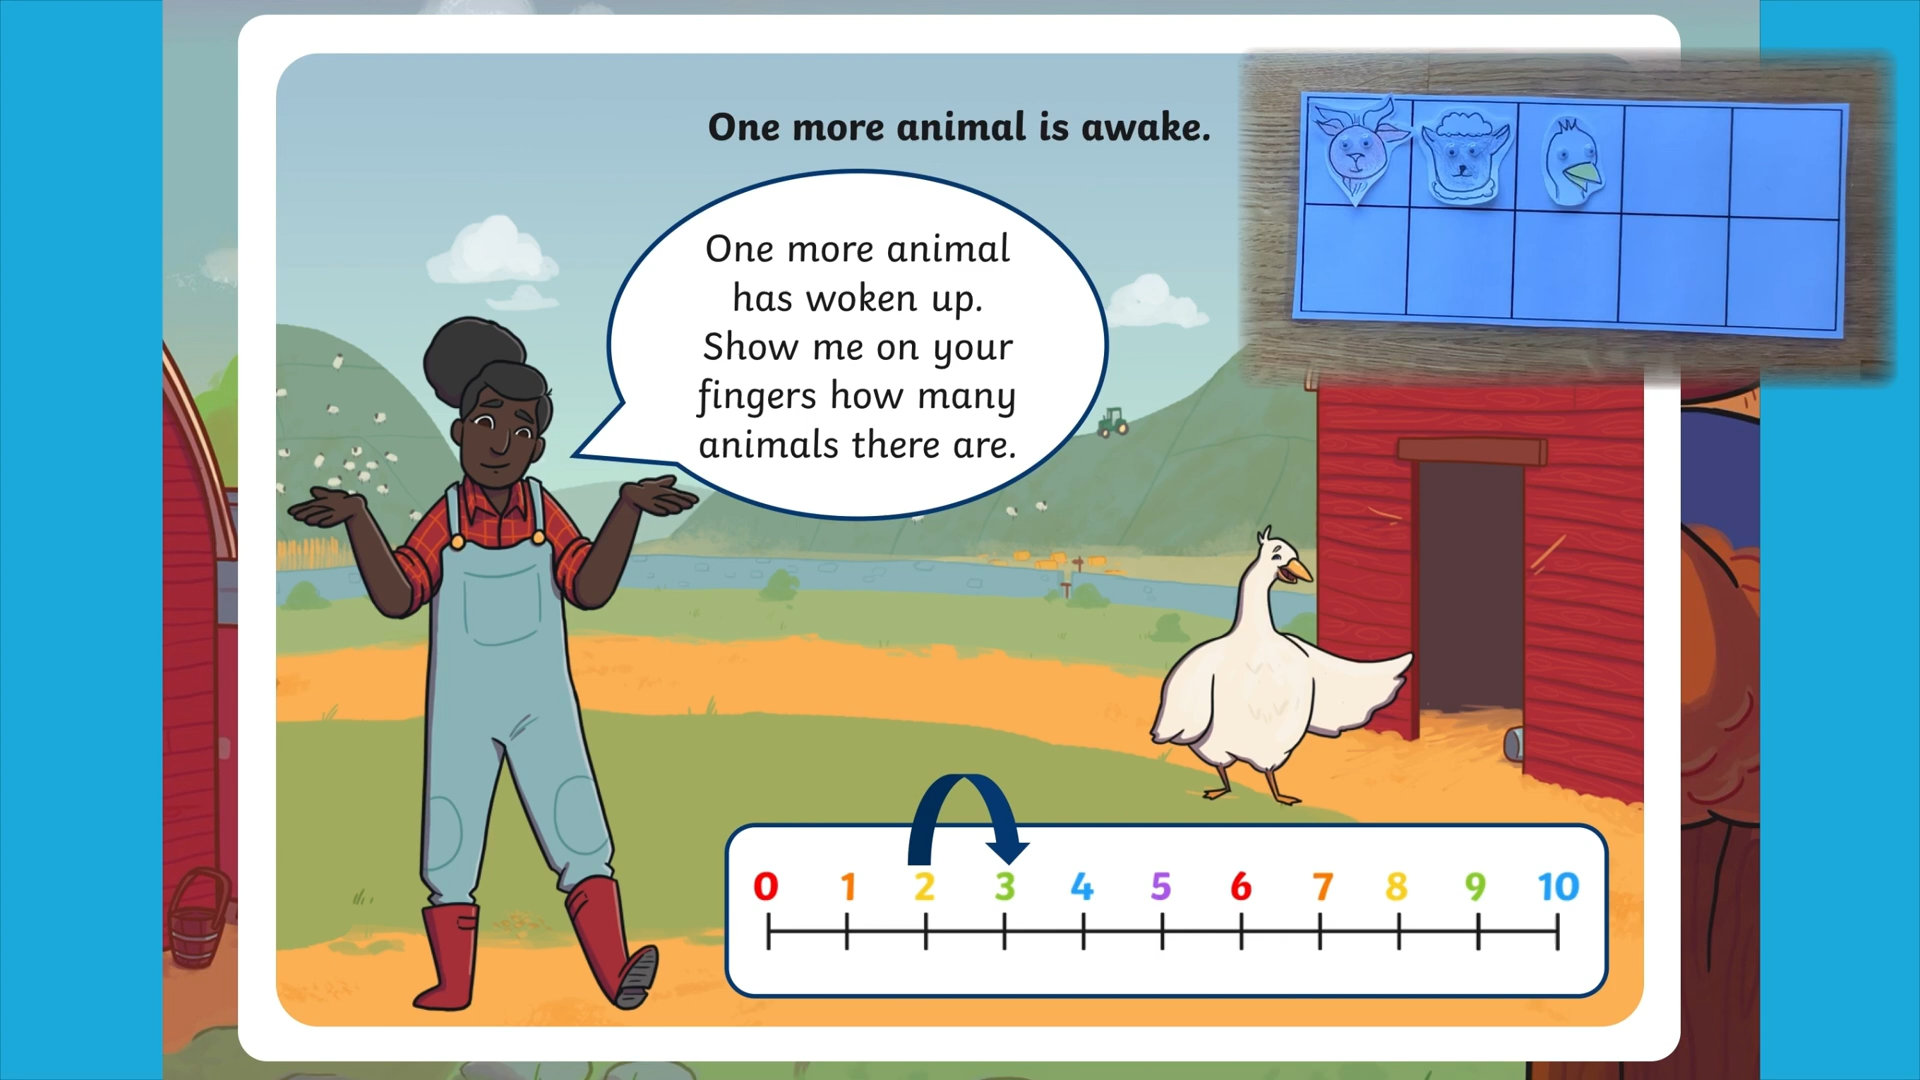 One more animal is awake.
One more animal
has woken up.
Show me on your
fingers how many
animals there are.
0 1 2 3 4 5 6 7 8 9 10